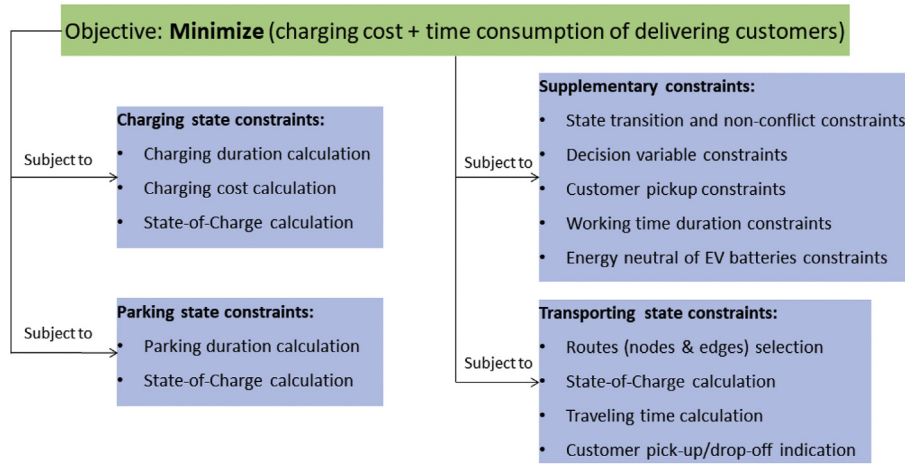 Objective: Minimize (charging cost + time consumption of delivering customers)
Subject to
Charging state constraints:
• Charging duration calculation
• Charging cost calculation
• State-of-Charge calculation
Subject to
Parking state constraints:
• Parking duration calculation
• State-of-Charge calculation
Subject to
Supplementary constraints:
• State transition and non-conflict constraints
• Decision variable constraints
• Customer pickup constraints
• Working time duration constraints
• Energy neutral of EV batteries constraints
Subject to
Transporting state constraints:
• Routes (nodes & edges) selection
• State-of-Charge calculation
• Traveling time calculation
• Customer pick-up/drop-off indication